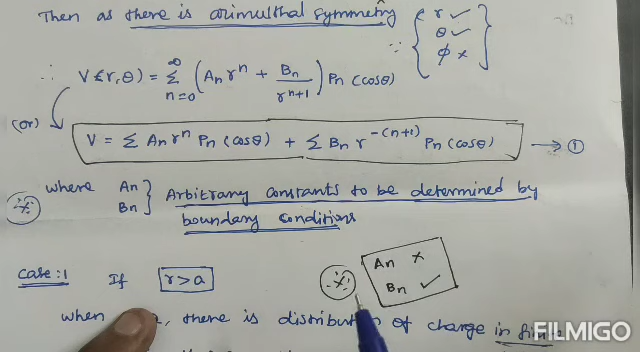 Then as there is azimuthal symmetry
∵ { r ✓
θ ✓
φ × }
∴ V(r,θ) = Σ_{n=0}^{∞} (A_n r^n + B_n / r^{n+1}) P_n (cosθ)
(or)
V = Σ A_n r^n P_n (cosθ) + Σ B_n r^{-(n+1)} P_n (cosθ) → ①
where A_n
B_n } Arbitrary constants to be determined by
boundary conditions
Case:1 If r>a
A_n ×
B_n ✓
when there is distribution of charge in
FILMIGO